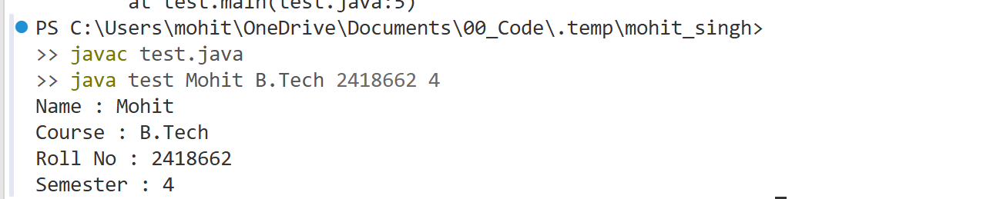 at test.main(test.java:5)
PS C:\Users\mohit\OneDrive\Documents\00_Code\.temp\mohit_singh>
>> javac test.java
>> java test Mohit B.Tech 2418662 4
Name : Mohit
Course : B.Tech
Roll No : 2418662
Semester : 4